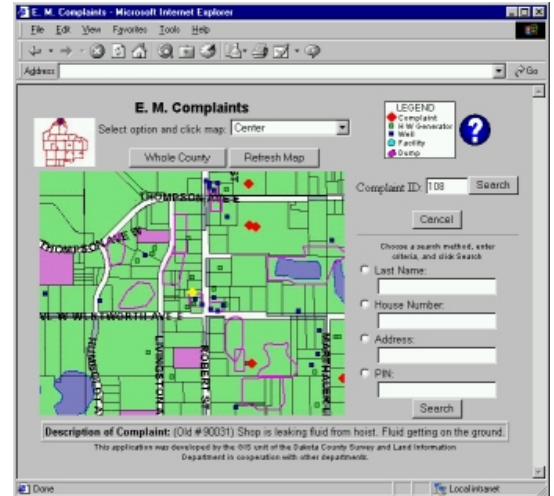 E. M. Complaints - Microsoft Internet Explorer
File Edit View Favorites Tools Help
Address
Go
E. M. Complaints
Select option and click map: Center
Whole County Refresh Map
LEGEND
Complaint
H W Generator
Well
Facility
Dump
?
Complaint ID: 108 Search
Cancel
Choose a search method, enter
criteria, and click Search
Last Name:
House Number:
Address:
PIN:
Search
THOMPSON AVE E
THOMPSON AVE W
WENTWORTH AVE E
HUMBOLDT A
LIVINGSTON A
ROBERT ST
MARTHALER
Description of Complaint: (Old #90031) Shop is leaking fluid from hoist. Fluid getting on the ground.
This application was developed by the GIS unit of the Dakota County Survey and Land Information
Department in cooperation with other departments.
Done
Local intranet